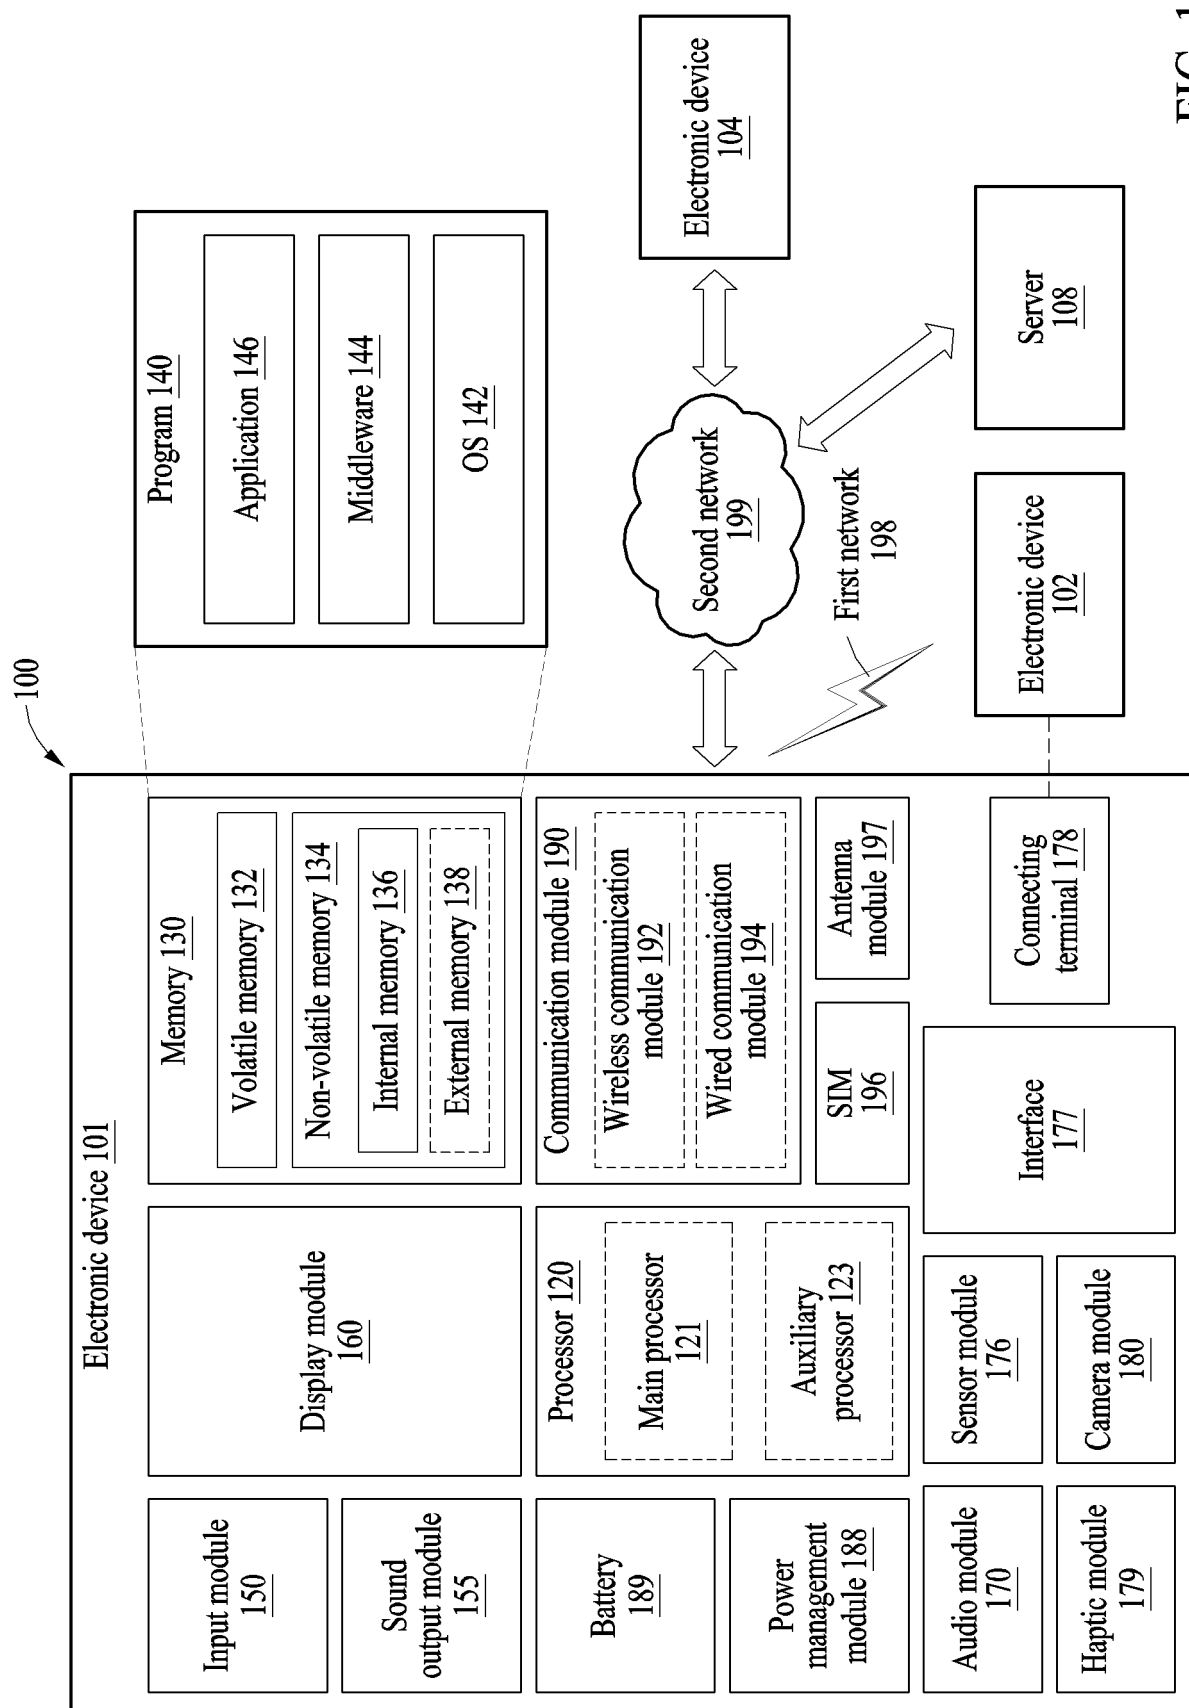 100
Electronic device 101
Input module
150
Sound
output module
155
Battery
189
Power
management
module 188
Audio module
170
Haptic module
179
Display module
160
Processor 120
Main processor
121
Auxiliary
processor 123
Sensor module
176
Camera module
180
Memory 130
Volatile memory 132
Non-volatile memory 134
Internal memory 136
External memory 138
Communication module 190
Wireless communication
module 192
Wired communication
module 194
SIM
196
Antenna
module 197
Interface
177
Connecting
terminal 178
Program 140
Application 146
Middleware 144
OS 142
Second network
199
First network
198
Electronic device
104
Electronic device
102
Server
108
FIG. 1